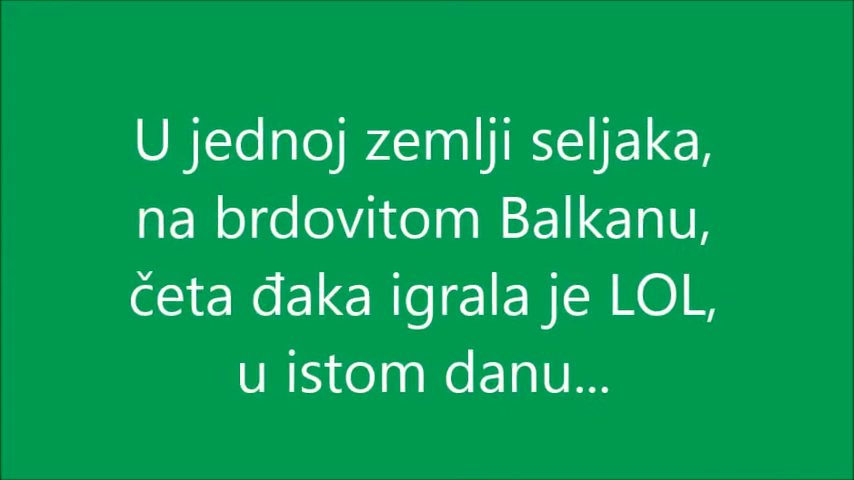 U jednoj zemlji seljaka,
na brdovitom Balkanu,
četa đaka igrala je LOL,
u istom danu...